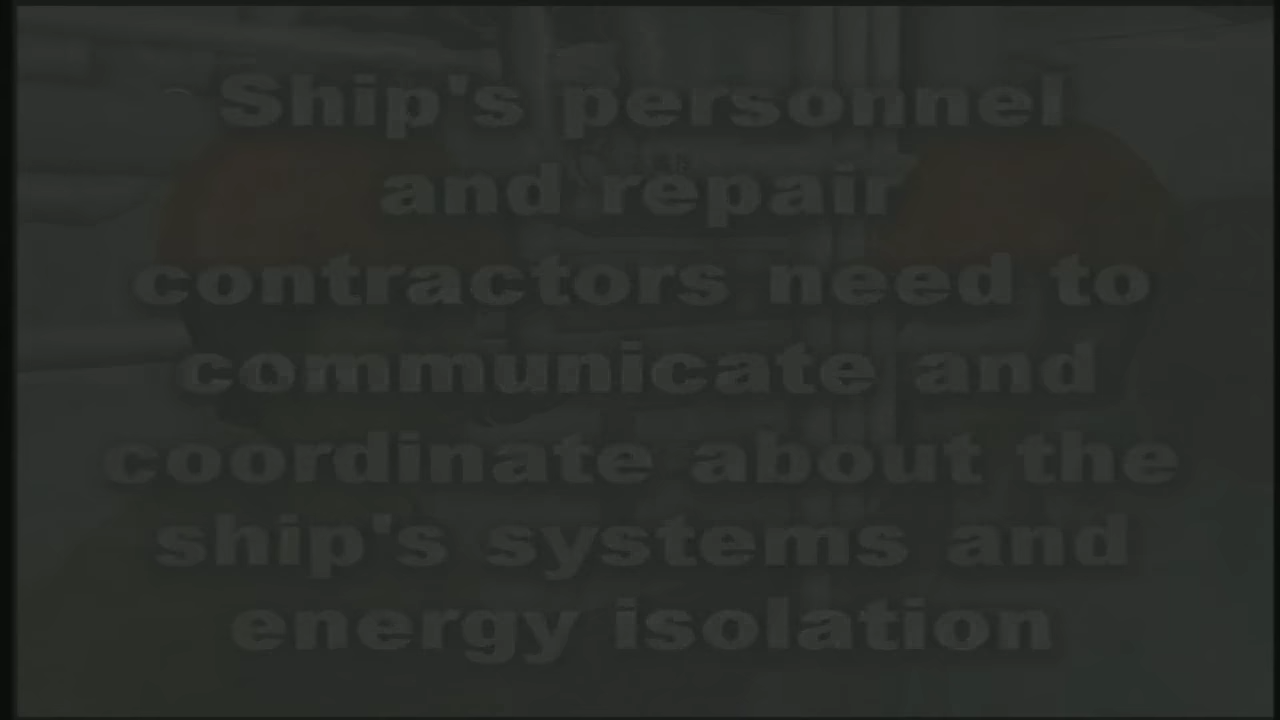 Ship's personnel
and repair
contractors need to
communicate and
coordinate about the
ship's systems and
energy isolation